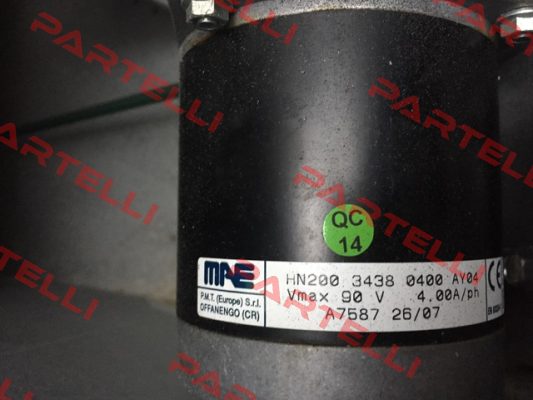 PARTELLI
PARTELLI
PARTELLI
PARTELLI
PARTELLI
QC
14
MAE
P.M.T. (Europe) S.r.l.
OFFANENGO (CR)
HN200 3438 0400 AY04
Vmax 90 V 4.00A/ph
A7587 26/07
CE